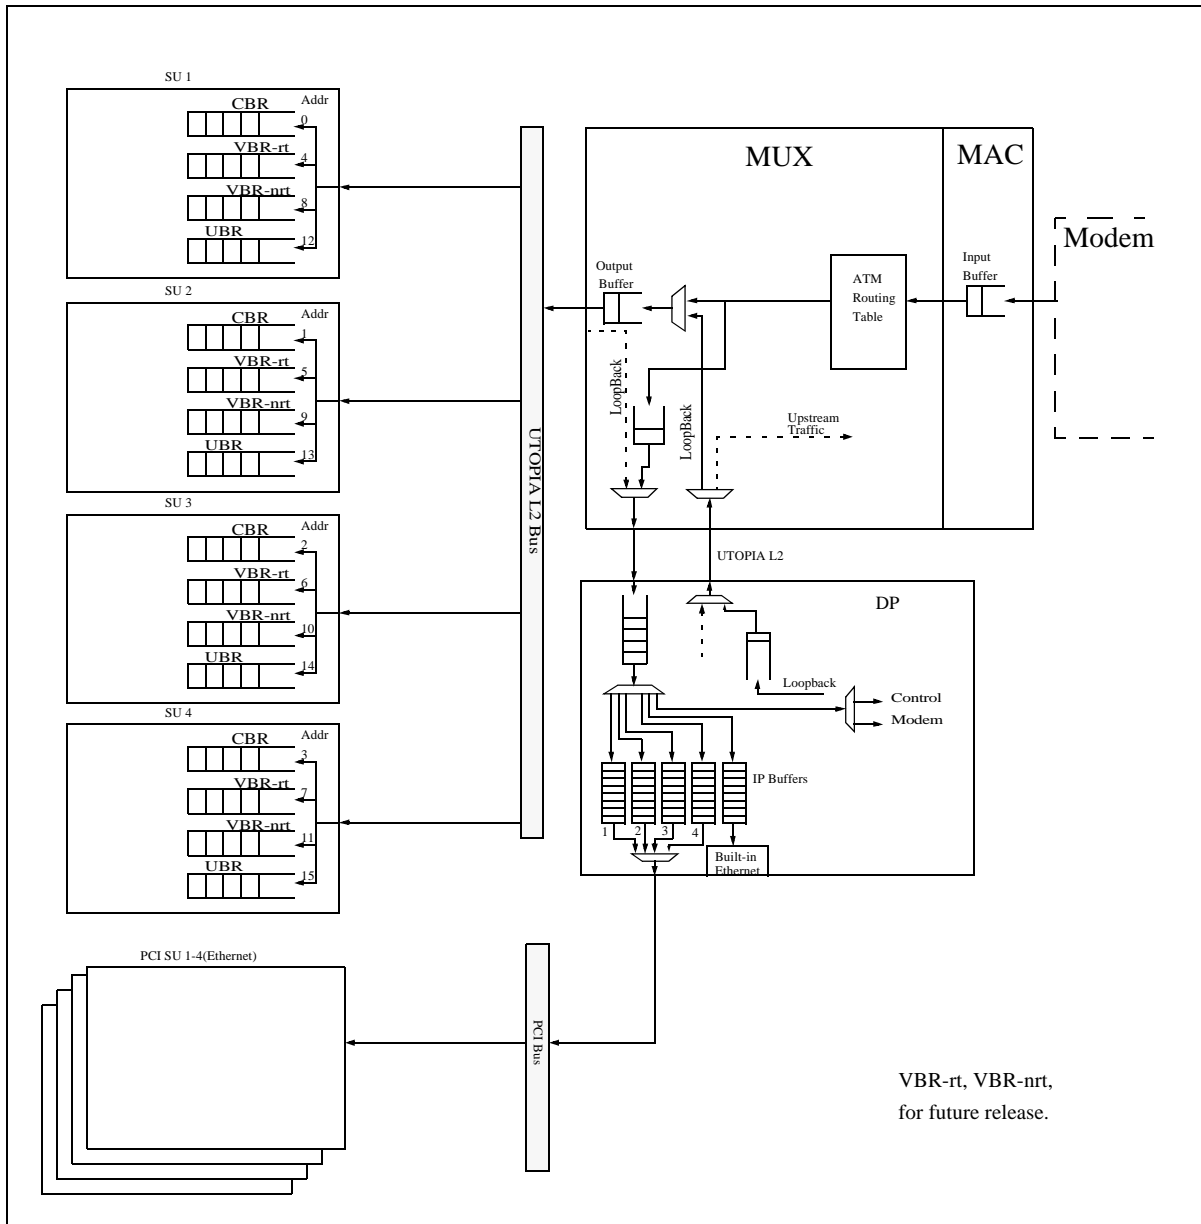 SU 1
CBR
Addr
0
VBR-rt
4
VBR-nrt
8
UBR
12
SU 2
CBR
Addr
1
VBR-rt
5
VBR-nrt
9
UBR
13
SU 3
CBR
Addr
2
VBR-rt
6
VBR-nrt
10
UBR
14
SU 4
CBR
Addr
3
VBR-rt
7
VBR-nrt
11
UBR
15
UTOPIA L2 Bus
MUX
MAC
Modem
Output
Buffer
ATM
Routing
Table
Input
Buffer
LoopBack
LoopBack
Upstream
Traffic
UTOPIA L2
DP
Loopback
Control
Modem
IP Buffers
1
2
3
4
Built-in
Ethernet
PCI SU 1-4(Ethernet)
PCI Bus
VBR-rt, VBR-nrt,
for future release.